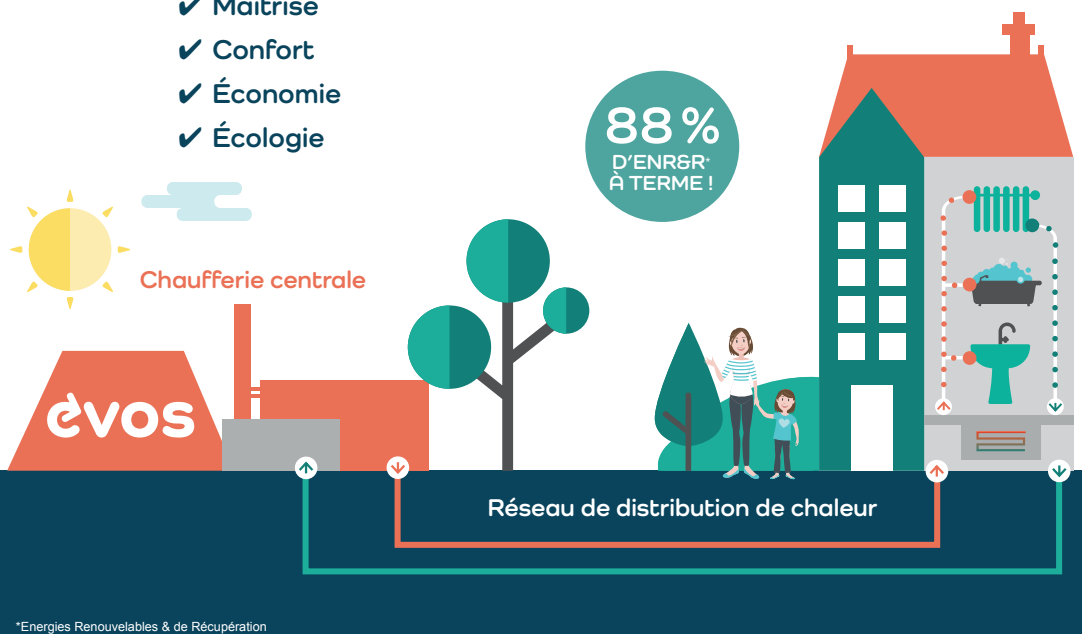 ✔ Maîtrise
✔ Confort
✔ Économie
✔ Écologie
88 %
D'ENR&R*
À TERME !
Chaufferie centrale
évos
Réseau de distribution de chaleur
*Energies Renouvelables & de Récupération